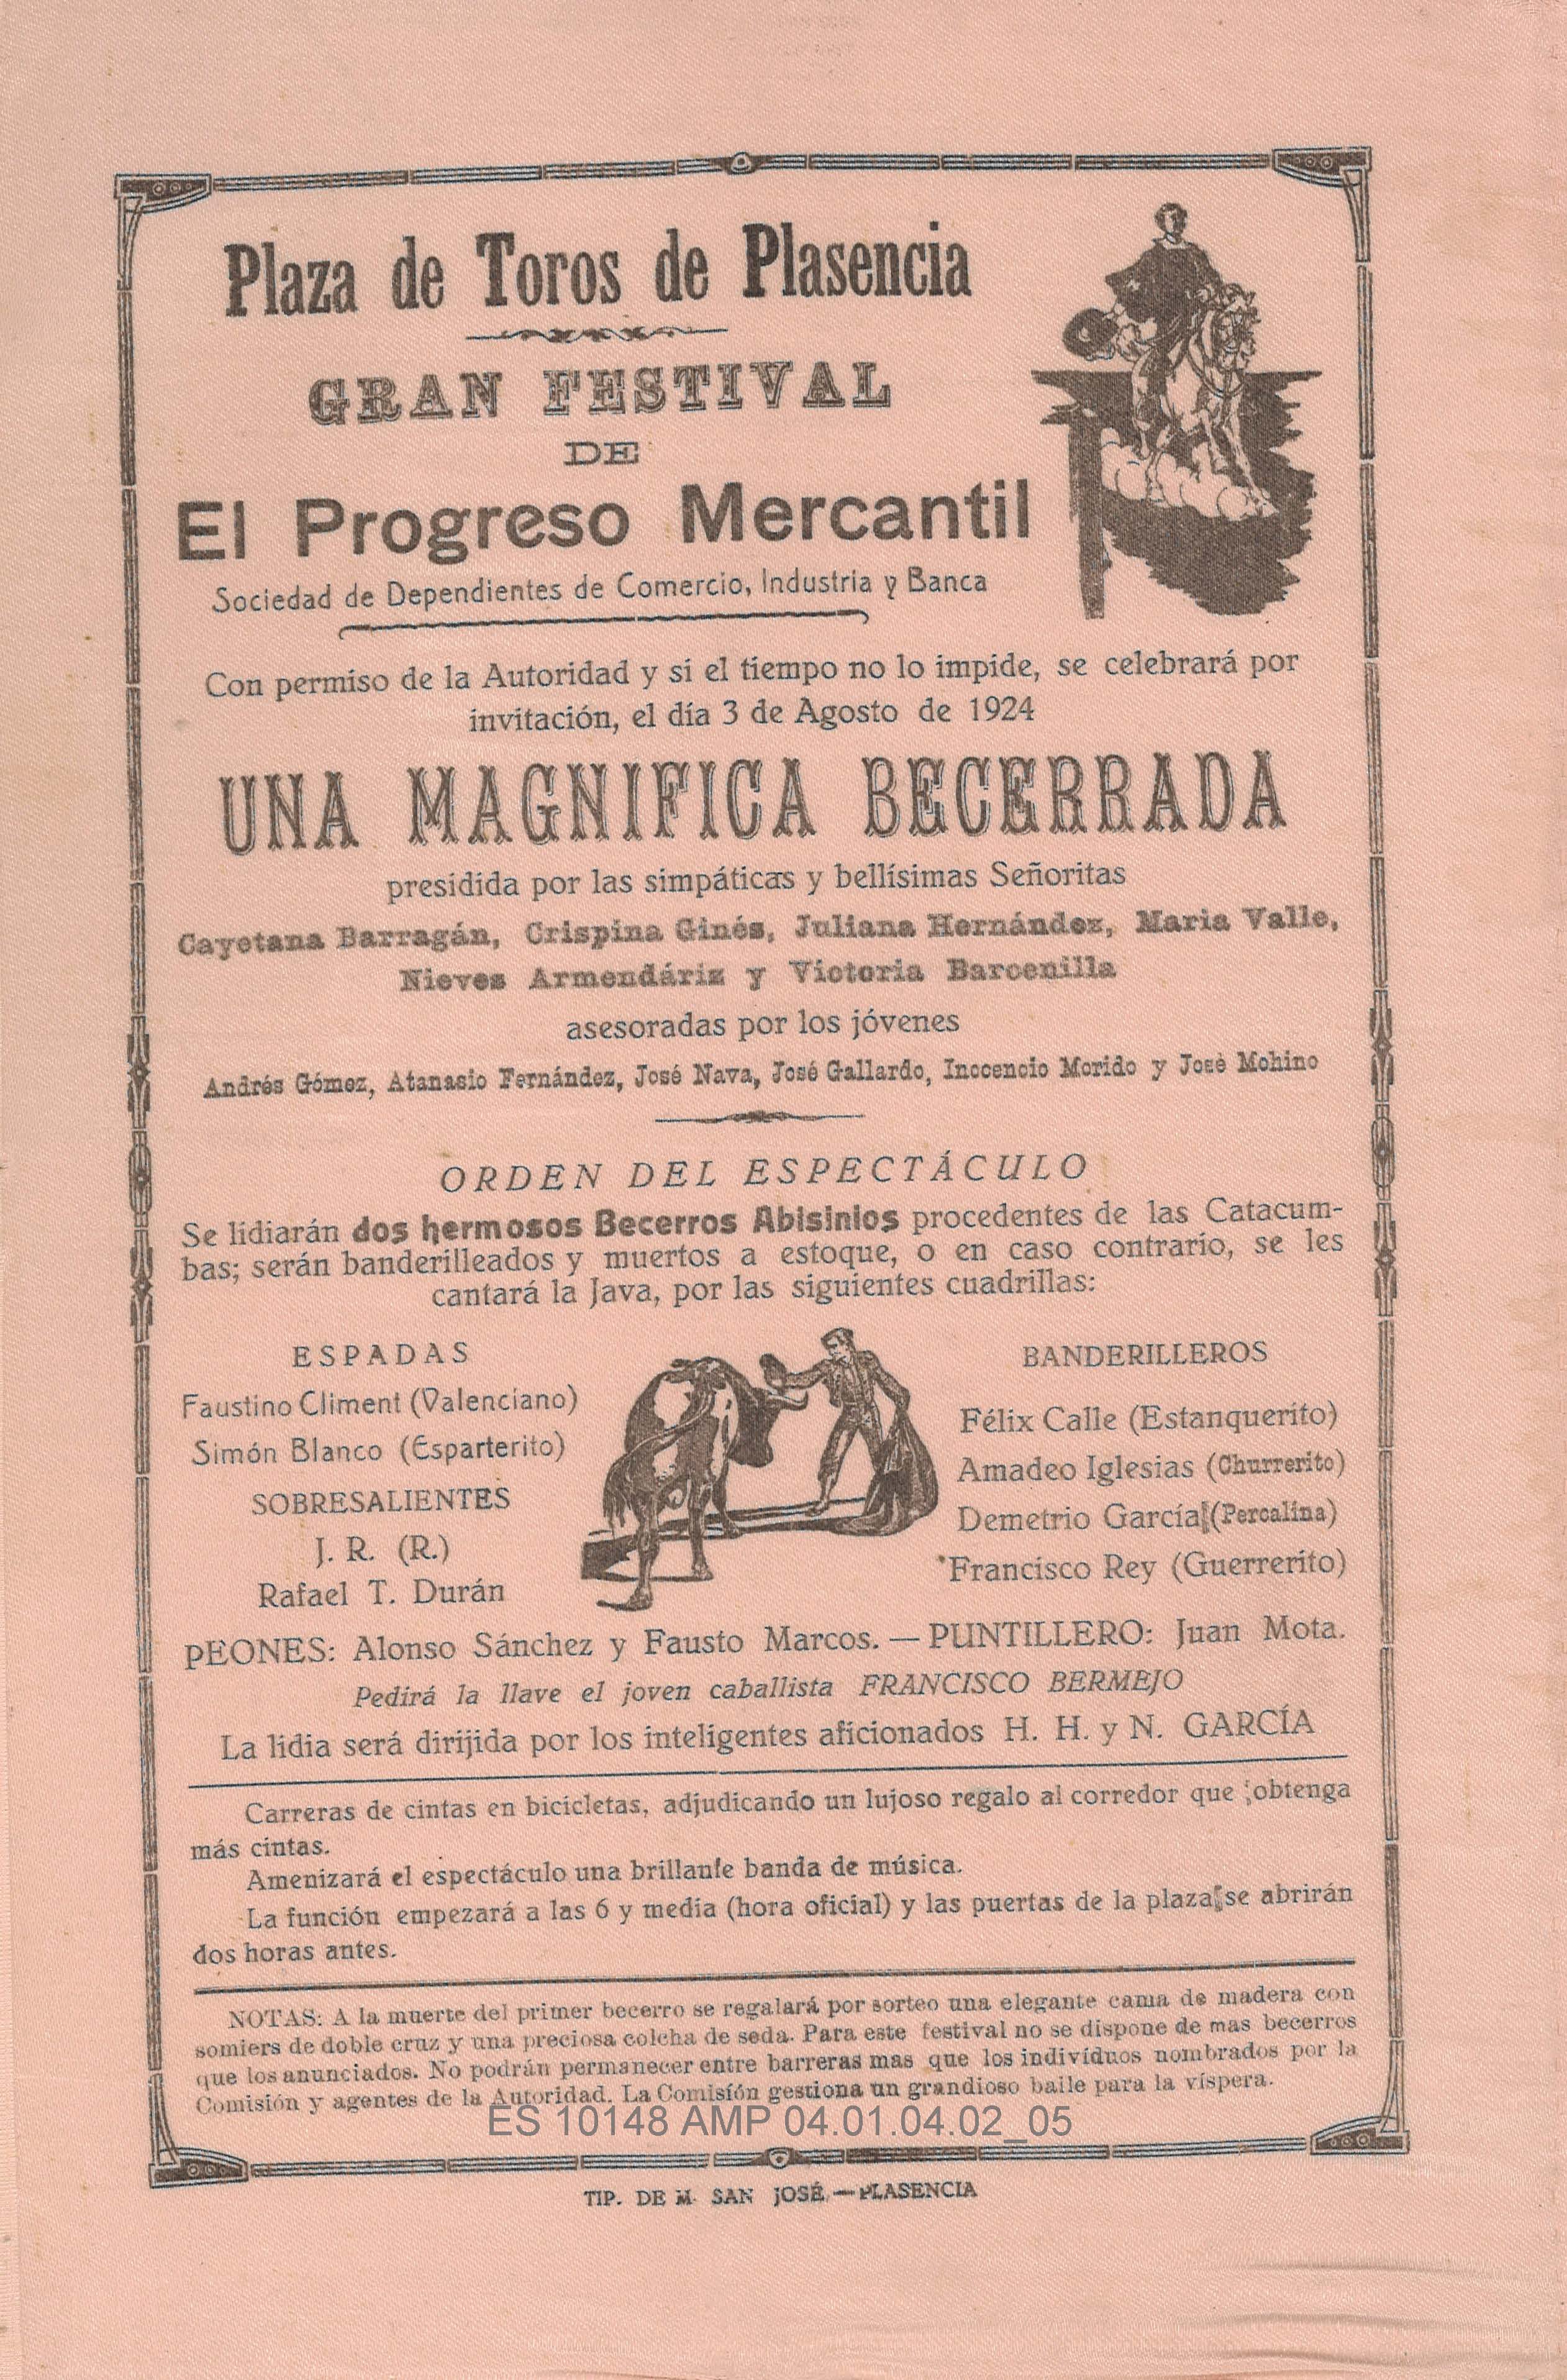 Plaza de Toros de Plasencia
GRAN FESTIVAL
DE
El Progreso Mercantil
Sociedad de Dependientes de Comercio, Industria y Banca
Con permiso de la Autoridad y si el tiempo no lo impide, se celebrará por
invitación, el día 3 de Agosto de 1924
UNA MAGNIFICA BECERRADA
presidida por las simpáticas y bellísimas Señoritas
Cayetana Barragán, Crispina Ginés, Juliana Hernández, Maria Valle,
Nieves Armendáriz y Victoria Barcenilla
asesoradas por los jóvenes
Andrés Gómez, Atanasio Fernández, José Nava, José Gallardo, Inocencio Morido y Josè Mohino
ORDEN DEL ESPECTÁCULO
Se lidiarán dos hermosos Becerros Abisinios procedentes de las Catacum-
bas; serán banderilleados y muertos a estoque, o en caso contrario, se les
cantará la Java, por las siguientes cuadrillas:
ESPADAS
Faustino Climent (Valenciano)
Simón Blanco (Esparterito)
SOBRESALIENTES
J. R. (R.)
Rafael T. Durán
BANDERILLEROS
Félix Calle (Estanquerito)
Amadeo Iglesias (Churrerito)
Demetrio García (Percalina)
Francisco Rey (Guerrerito)
PEONES: Alonso Sánchez y Fausto Marcos. — PUNTILLERO: Juan Mota.
Pedirá la llave el joven caballista FRANCISCO BERMEJO
La lidia será dirijida por los inteligentes aficionados H. H. y N. GARCÍA
Carreras de cintas en bicicletas, adjudicando un lujoso regalo al corredor que obtenga
más cintas.
Amenizará el espectáculo una brillante banda de música.
La función empezará a las 6 y media (hora oficial) y las puertas de la plaza se abrirán
dos horas antes.
NOTAS: A la muerte del primer becerro se regalará por sorteo una elegante cama de madera con
somiers de doble cruz y una preciosa colcha de seda. Para este festival no se dispone de mas becerros
que los anunciados. No podrán permanecer entre barreras mas que los indivíduos nombrados por la
Comisión y agentes de la Autoridad. La Comisión gestiona un grandioso baile para la víspera.
ES 10148 AMP 04.01.04.02_05
TIP. DE M. SAN JOSÉ.—PLASENCIA